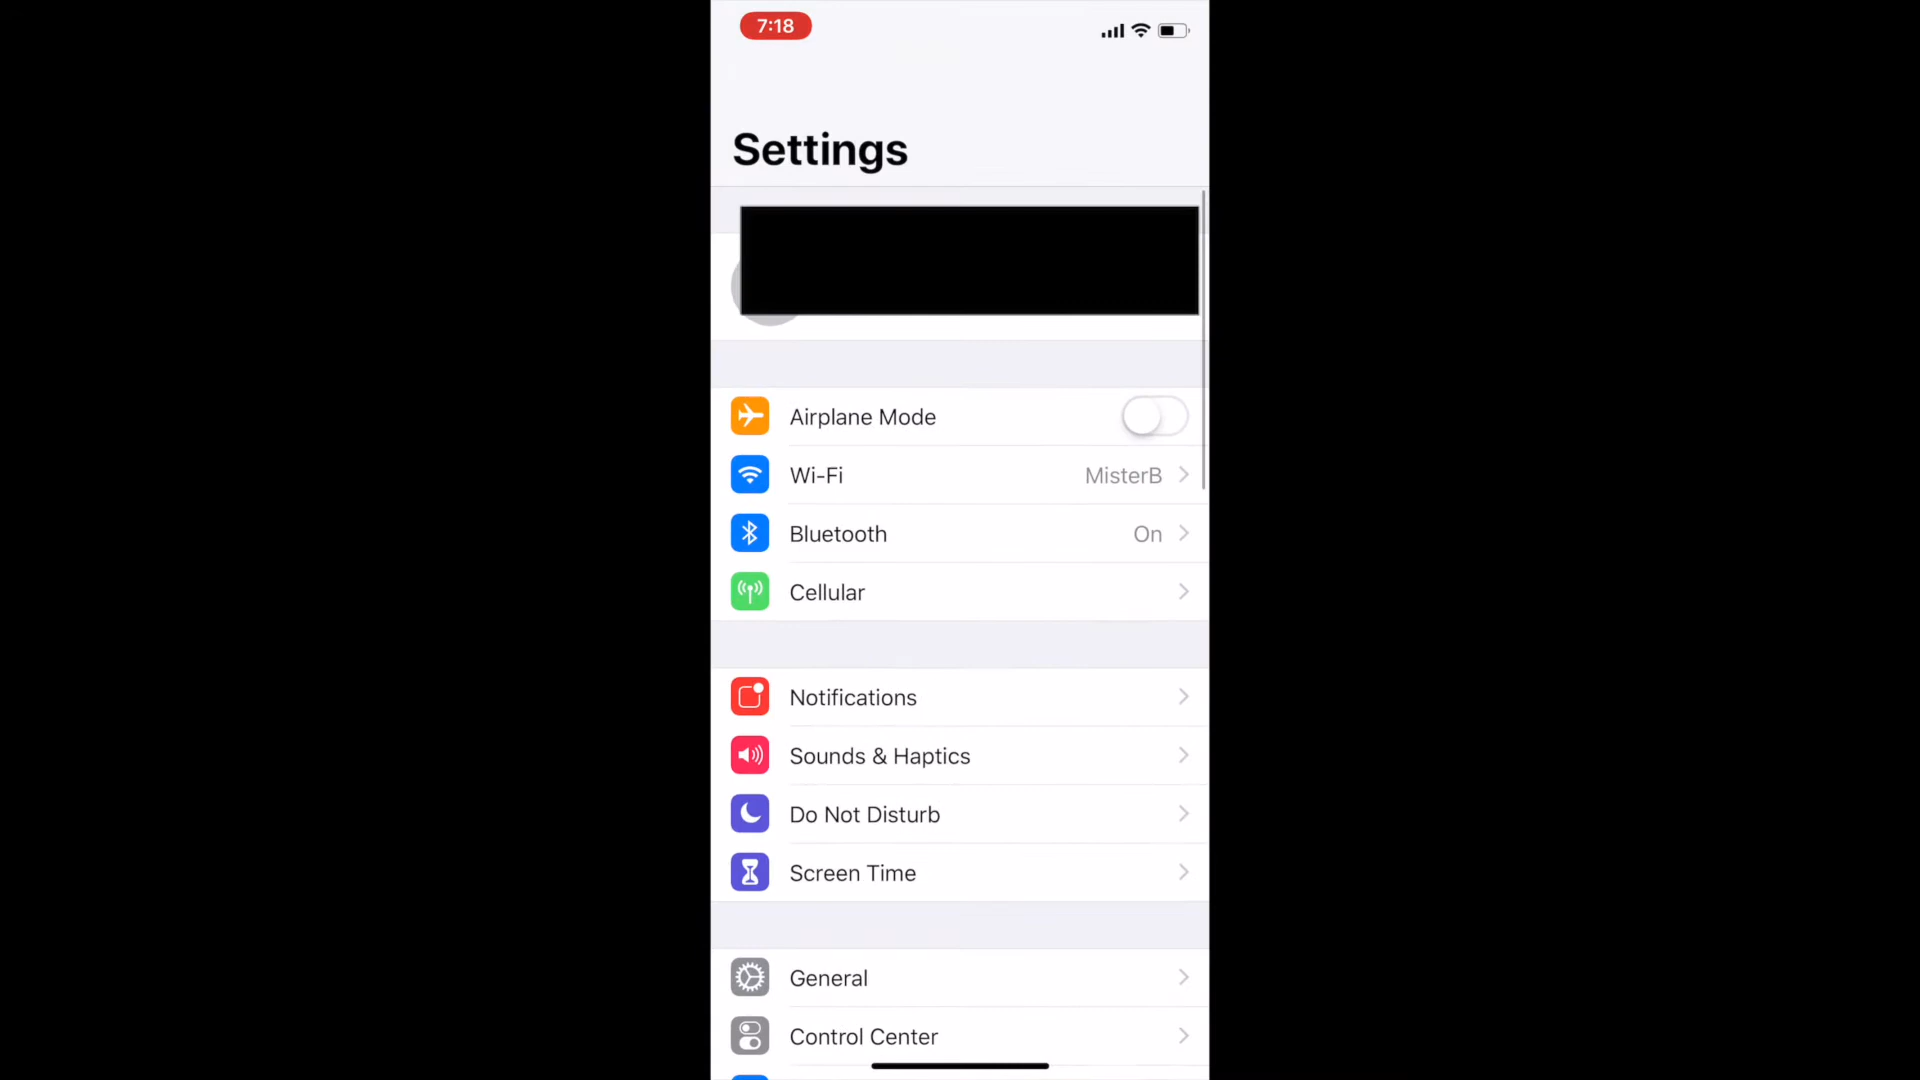 7:18
Settings
Airplane Mode
Wi-Fi MisterB
Bluetooth On
Cellular
Notifications
Sounds & Haptics
Do Not Disturb
Screen Time
General
Control Center